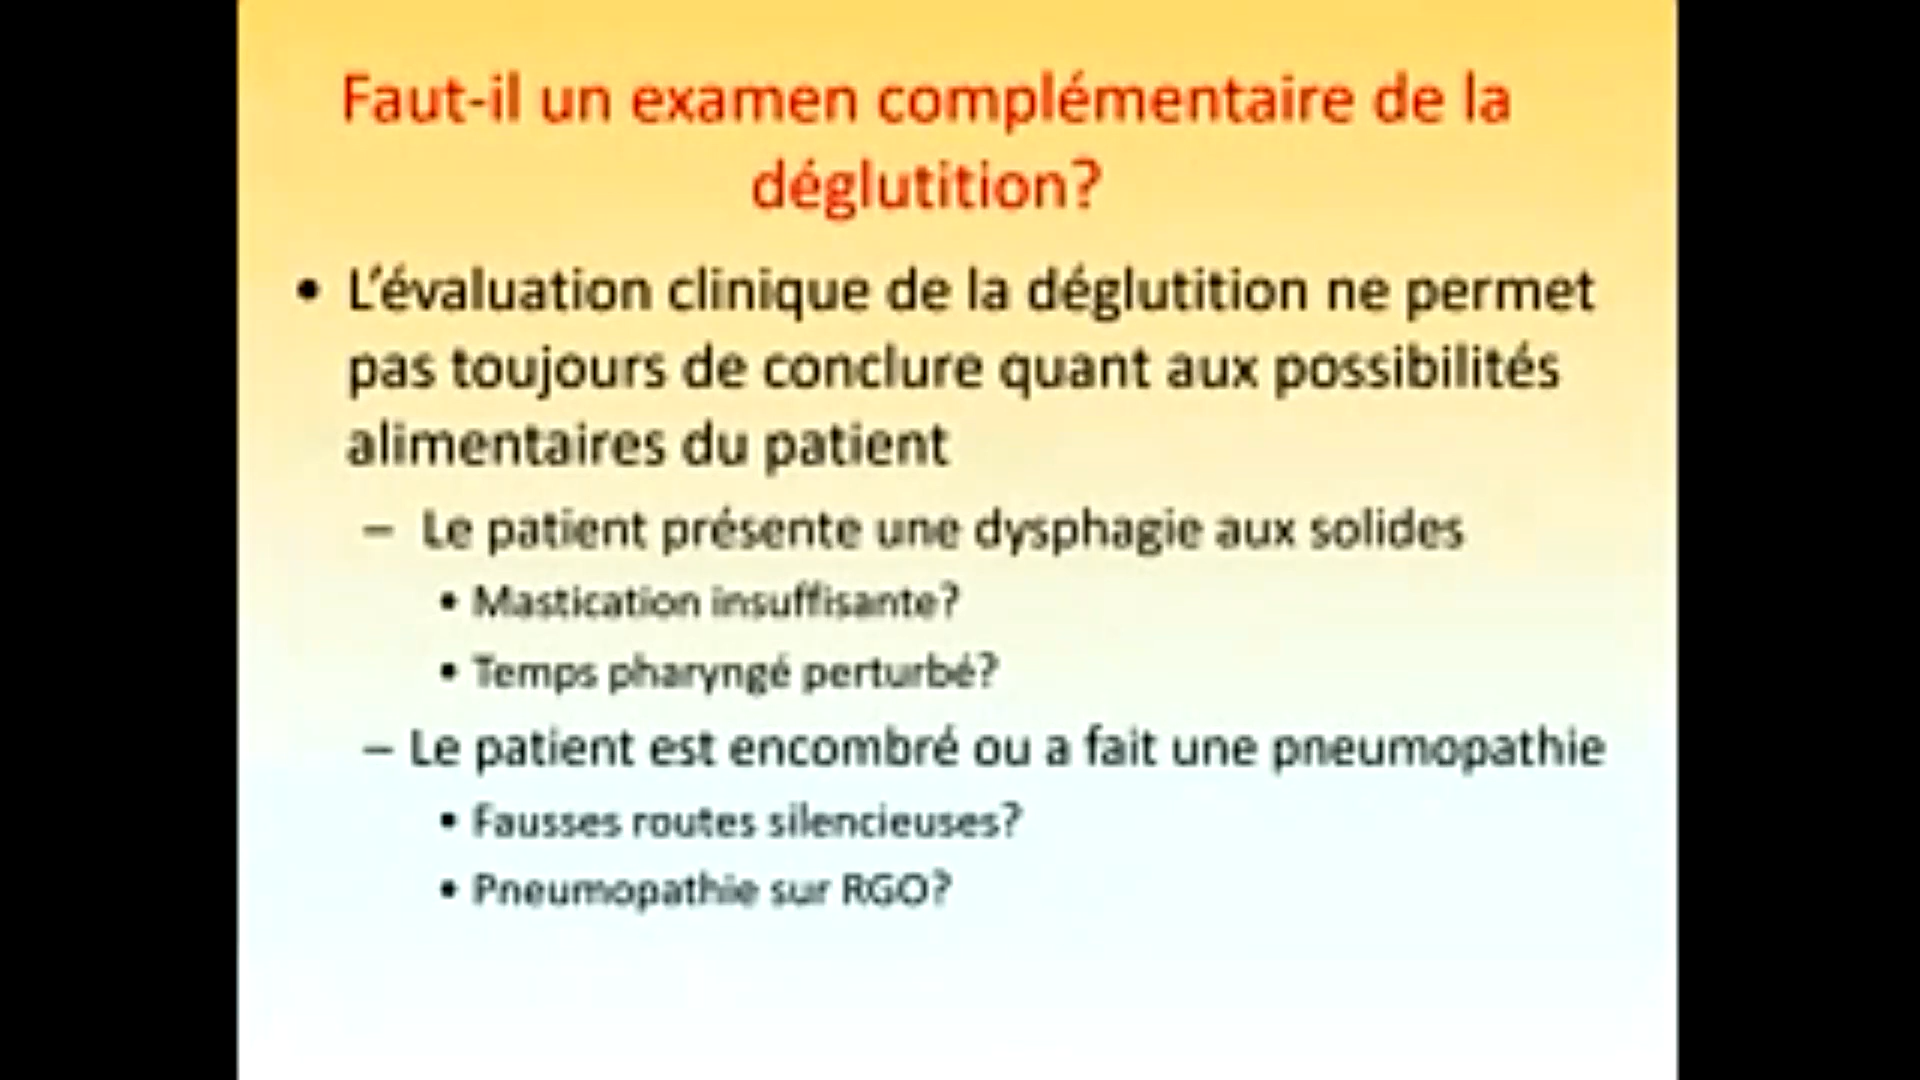 Faut-il un examen complémentaire de la
déglutition?
• L'évaluation clinique de la déglutition ne permet
pas toujours de conclure quant aux possibilités
alimentaires du patient
– Le patient présente une dysphagie aux solides
• Mastication insuffisante?
• Temps pharyngé perturbé?
– Le patient est encombré ou a fait une pneumopathie
• Fausses routes silencieuses?
• Pneumopathie sur RGO?